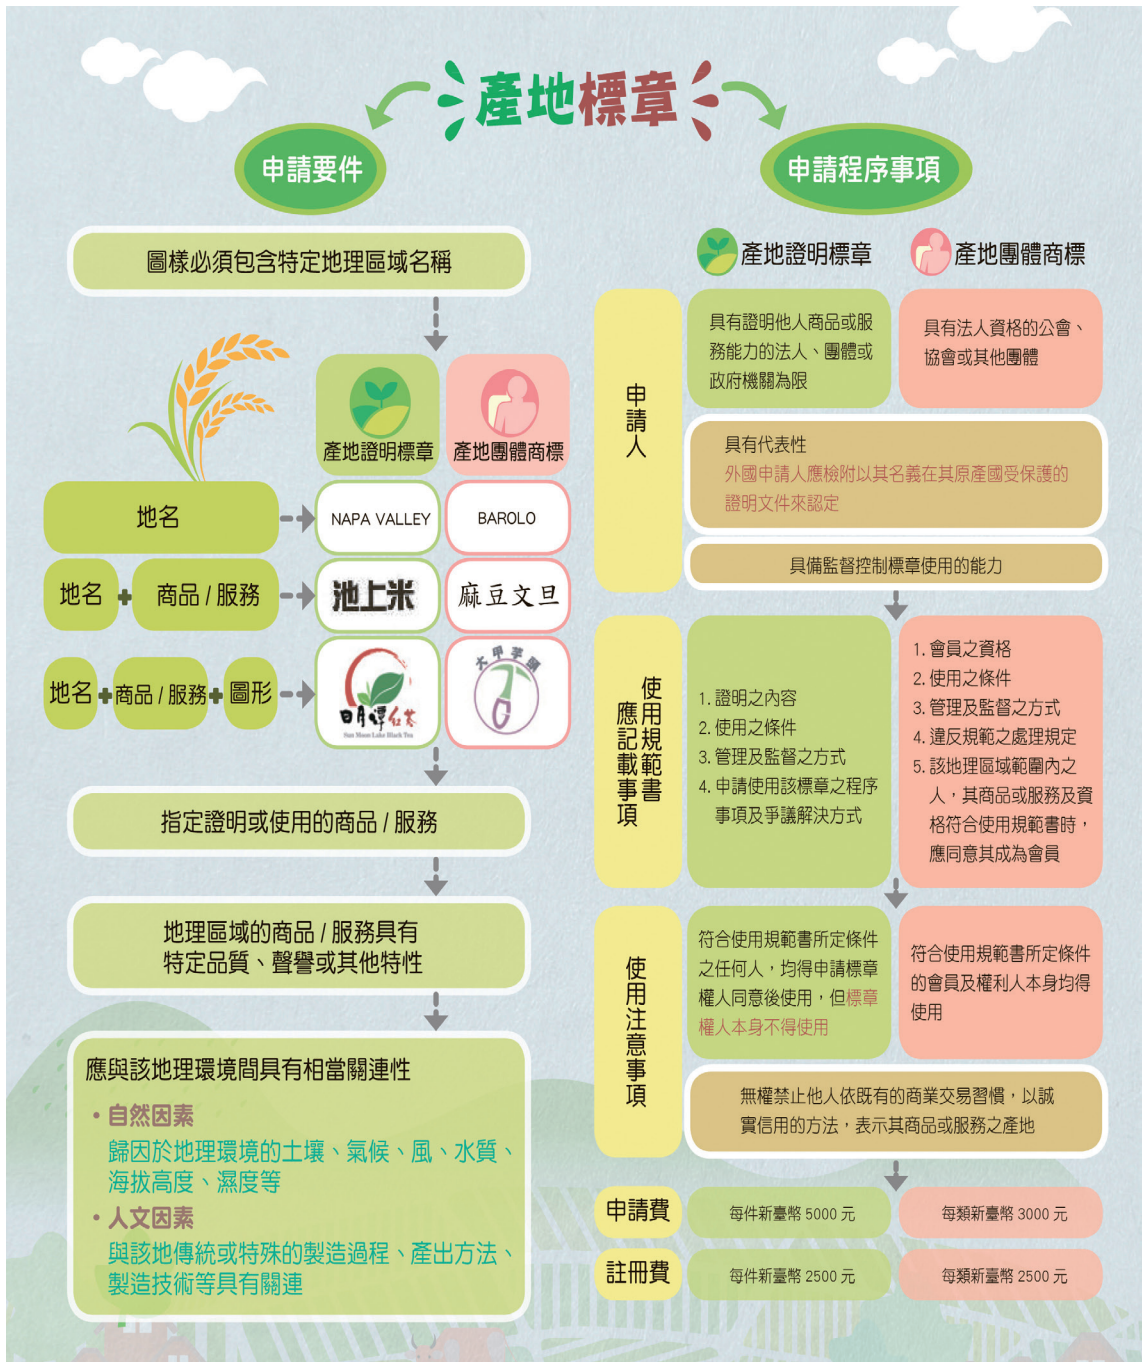 產地標章
申請要件
圖樣必須包含特定地理區域名稱
產地證明標章
產地團體商標
地名
NAPA VALLEY
BAROLO
地名 + 商品 / 服務
池上米
麻豆文旦
地名 + 商品 / 服務 + 圖形
日月潭紅茶
Sun Moon Lake Black Tea
大甲芋頭
指定證明或使用的商品 / 服務
地理區域的商品 / 服務具有
特定品質、聲譽或其他特性
應與該地理環境間具有相當關連性
・自然因素
歸因於地理環境的土壤、氣候、風、水質、
海拔高度、濕度等
・人文因素
與該地傳統或特殊的製造過程、產出方法、
製造技術等具有關連
申請程序事項
產地證明標章
產地團體商標
申請人
具有證明他人商品或服
務能力的法人、團體或
政府機關為限
具有法人資格的公會、
協會或其他團體
具有代表性
外國申請人應檢附以其名義在其原產國受保護的
證明文件來認定
具備監督控制標章使用的能力
使用規範書
應記載事項
1. 證明之內容
2. 使用之條件
3. 管理及監督之方式
4. 申請使用該標章之程序
事項及爭議解決方式
1. 會員之資格
2. 使用之條件
3. 管理及監督之方式
4. 違反規範之處理規定
5. 該地理區域範圍內之
人，其商品或服務及資
格符合使用規範書時，
應同意其成為會員
使用注意事項
符合使用規範書所定條件
之任何人，均得申請標章
權人同意後使用，但標章
權人本身不得使用
符合使用規範書所定條件
的會員及權利人本身均得
使用
無權禁止他人依既有的商業交易習慣，以誠
實信用的方法，表示其商品或服務之產地
申請費
每件新臺幣 5000 元
每類新臺幣 3000 元
註冊費
每件新臺幣 2500 元
每類新臺幣 2500 元